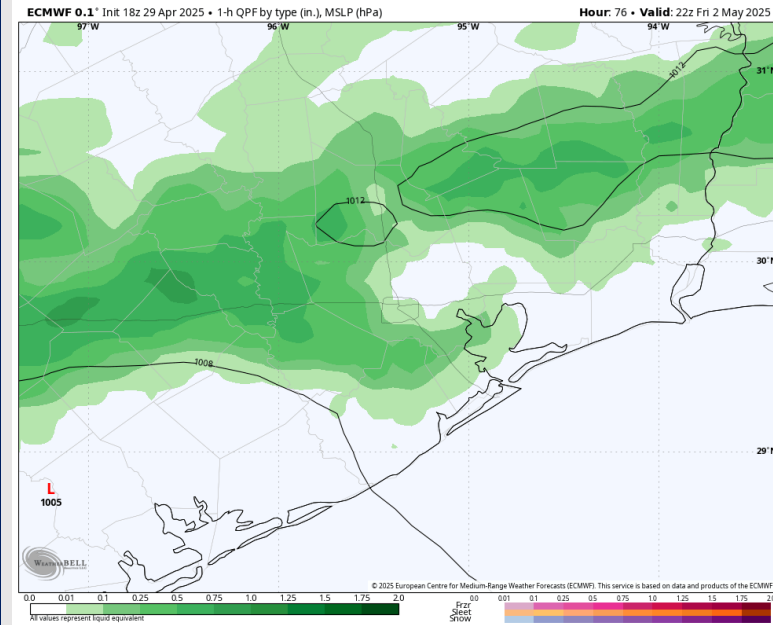 ECMWF 0.1° Init 18z 29 Apr 2025 • 1-h QPF by type (in.), MSLP (hPa)
Hour: 76 • Valid: 22z Fri 2 May 2025
97°W 96°W 95°W 94°W
1012
31°N
1012
30°N
1008
29°N
L
1005
WEATHERBELL
© 2025 European Centre for Medium-Range Weather Forecasts (ECMWF). This service is based on data and products of the ECMWF
0.0 0.01 0.1 0.25 0.5 0.75 1.0 1.25 1.5 1.75 2.0
0.0 0.01 0.1 0.25 0.5 0.75 1.0 1.25 1.5 1.75 2.0
All values represent liquid equivalent
Frzr
Sleet
Snow